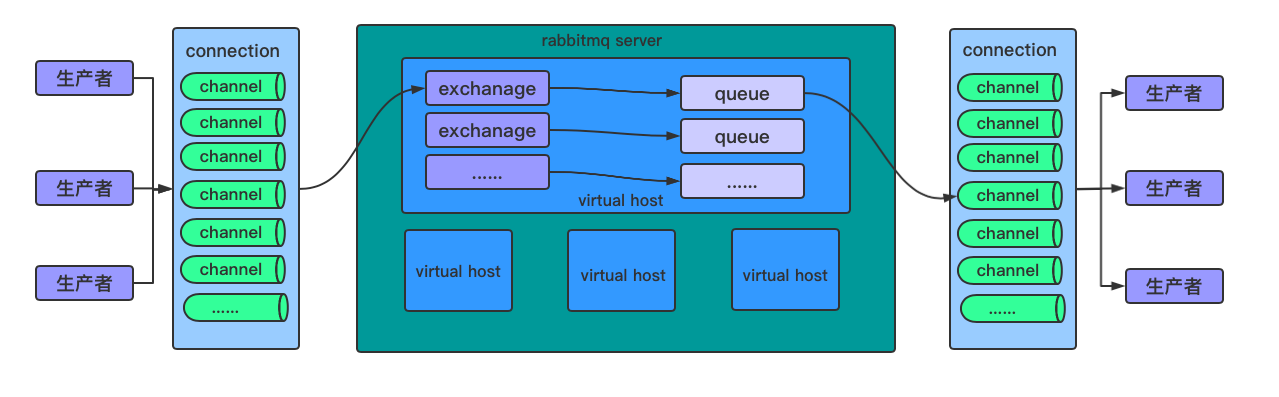 生产者
生产者
生产者
connection
channel
channel
channel
channel
channel
channel
......
rabbitmq server
exchanage
queue
exchanage
queue
......
......
virtual host
virtual host
virtual host
virtual host
connection
channel
channel
channel
channel
channel
channel
......
生产者
生产者
生产者